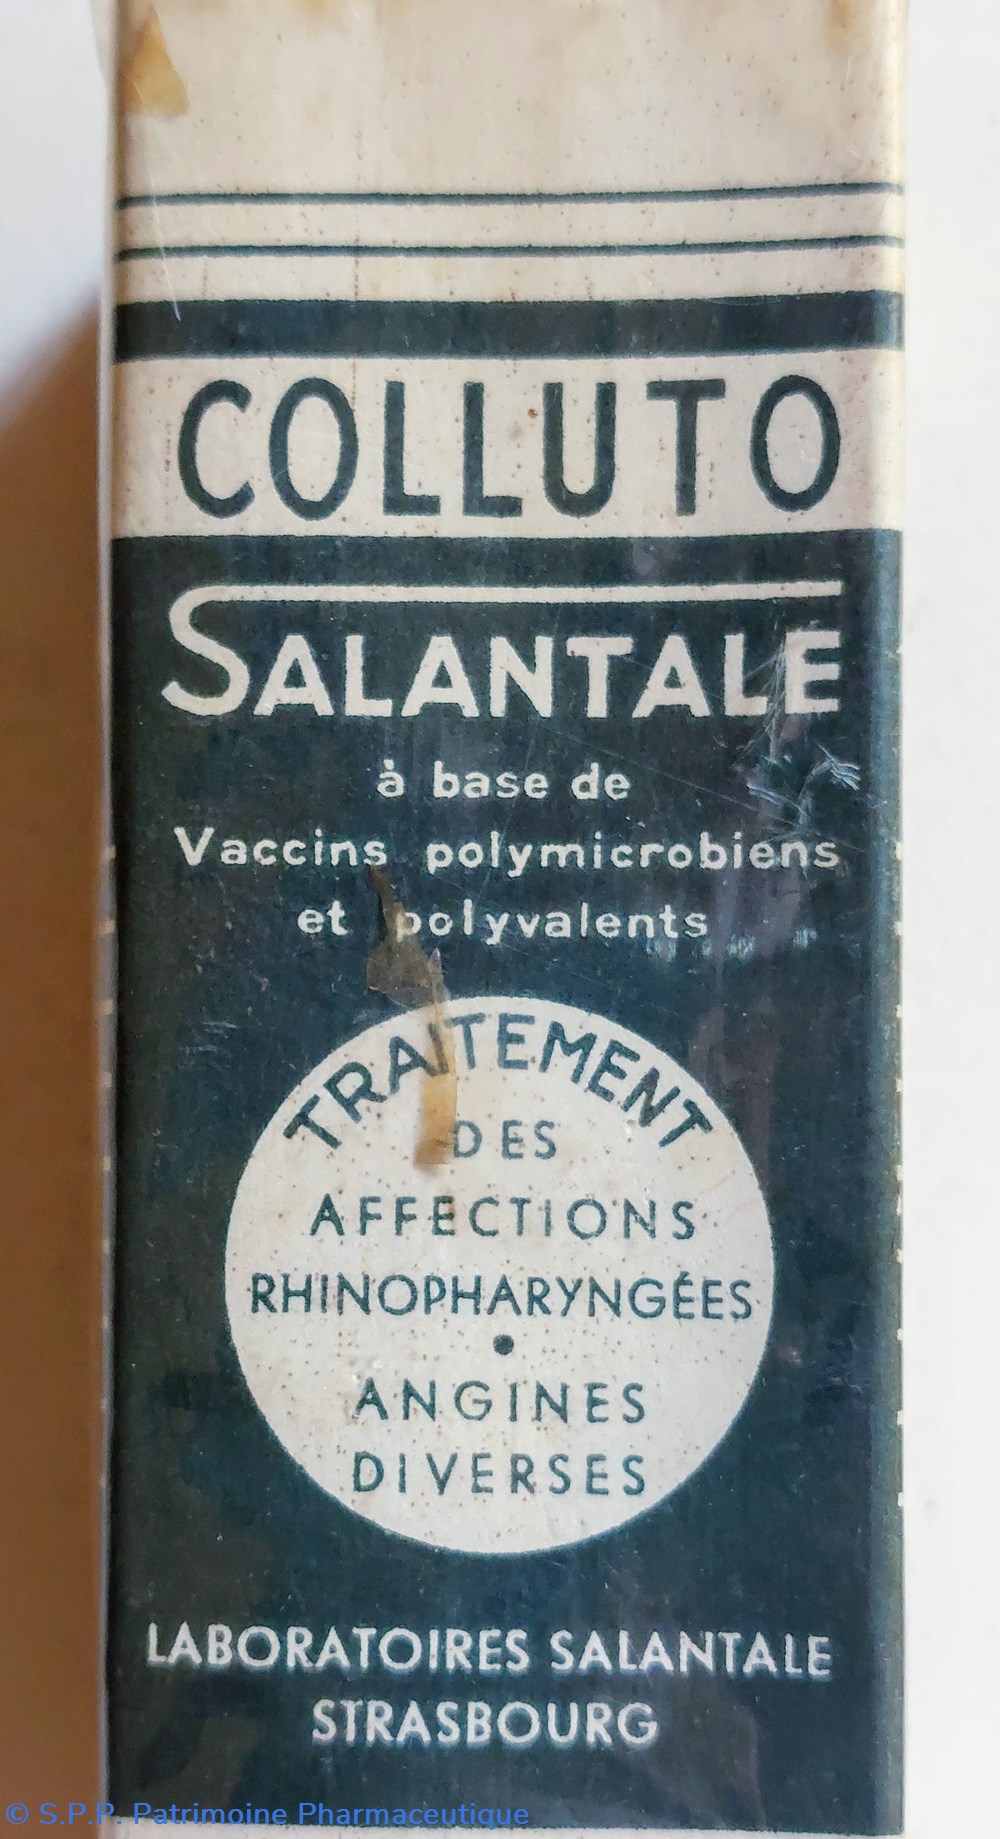 COLLUTO
SALANTALE
à base de
Vaccins polymicrobiens
et polyvalents
TRAITEMENT
DES
AFFECTIONS
RHINOPHARYNGÉES
•
ANGINES
DIVERSES
LABORATOIRES SALANTALE
STRASBOURG
© S.P.P. Patrimoine Pharmaceutique